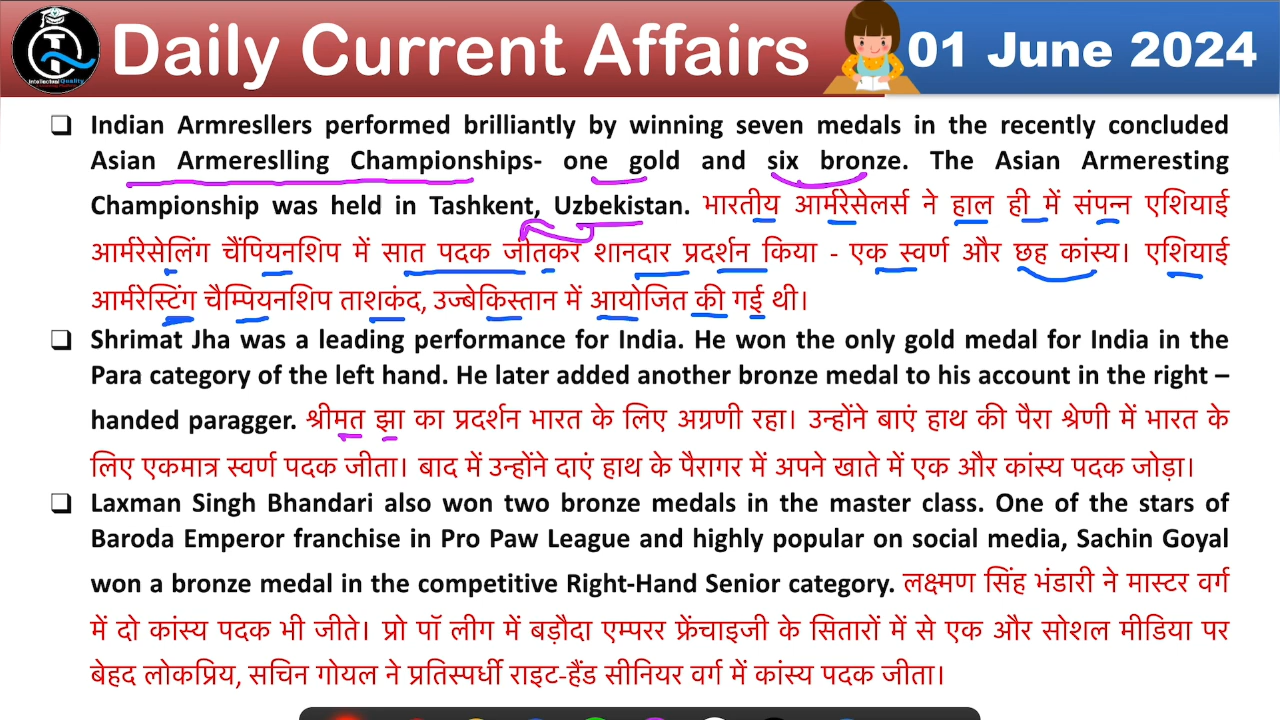 Daily Current Affairs
01 June 2024
TQ
Intellectual Quality
❑ Indian Armresllers performed brilliantly by winning seven medals in the recently concluded
Asian Armereslling Championships- one gold and six bronze. The Asian Armeresting
Championship was held in Tashkent, Uzbekistan. भारतीय आर्मरेसेलर्स ने हाल ही में संपन्न एशियाई
आर्मरेसेलिंग चैंपियनशिप में सात पदक जीतकर शानदार प्रदर्शन किया - एक स्वर्ण और छह कांस्य। एशियाई
आर्मरेस्टिंग चैम्पियनशिप ताशकंद, उज्बेकिस्तान में आयोजित की गई थी।
❑ Shrimat Jha was a leading performance for India. He won the only gold medal for India in the
Para category of the left hand. He later added another bronze medal to his account in the right –
handed paragger. श्रीमत झा का प्रदर्शन भारत के लिए अग्रणी रहा। उन्होंने बाएं हाथ की पैरा श्रेणी में भारत के
लिए एकमात्र स्वर्ण पदक जीता। बाद में उन्होंने दाएं हाथ के पैरागर में अपने खाते में एक और कांस्य पदक जोड़ा।
❑ Laxman Singh Bhandari also won two bronze medals in the master class. One of the stars of
Baroda Emperor franchise in Pro Paw League and highly popular on social media, Sachin Goyal
won a bronze medal in the competitive Right-Hand Senior category. लक्ष्मण सिंह भंडारी ने मास्टर वर्ग
में दो कांस्य पदक भी जीते। प्रो पॉ लीग में बड़ौदा एम्परर फ्रेंचाइजी के सितारों में से एक और सोशल मीडिया पर
बेहद लोकप्रिय, सचिन गोयल ने प्रतिस्पर्धी राइट-हैंड सीनियर वर्ग में कांस्य पदक जीता।